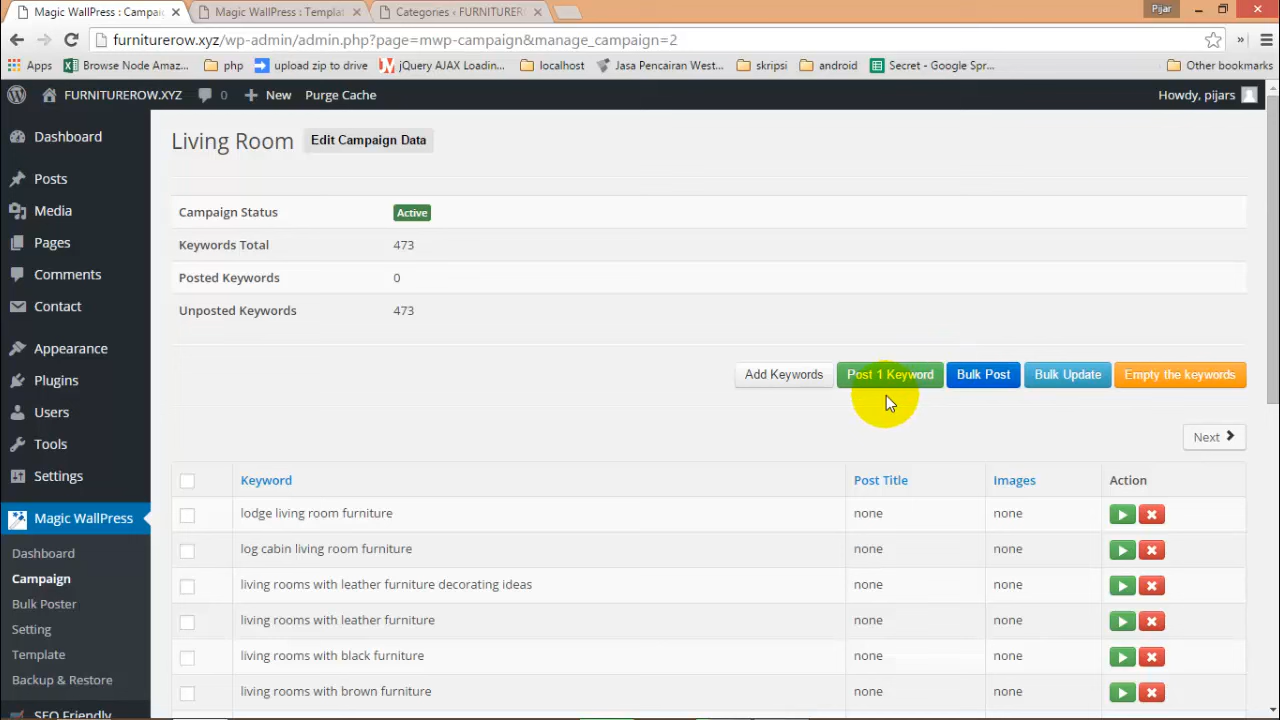 Magic WallPress : Campai
Magic WallPress : Templat
Categories ‹ FURNITURER
Pijar
furniturerow.xyz/wp-admin/admin.php?page=mwp-campaign&manage_campaign=2
»
Apps
Browse Node Amaz...
php
upload zip to drive
jQuery AJAX Loadin...
localhost
Jasa Pencairan West...
skripsi
android
Secret - Google Spr...
Other bookmarks
FURNITUREROW.XYZ
0
New
Purge Cache
Howdy, pijars
Dashboard
Posts
Media
Pages
Comments
Contact
Appearance
Plugins
Users
Tools
Settings
Magic WallPress
Dashboard
Campaign
Bulk Poster
Setting
Template
Backup & Restore
SEO Friendly
Living Room
Edit Campaign Data
Campaign Status Active
Keywords Total 473
Posted Keywords 0
Unposted Keywords 473
Add Keywords
Post 1 Keyword
Bulk Post
Bulk Update
Empty the keywords
Next
Keyword Post Title Images Action
lodge living room furniture none none
log cabin living room furniture none none
living rooms with leather furniture decorating ideas none none
living rooms with leather furniture none none
living rooms with black furniture none none
living rooms with brown furniture none none